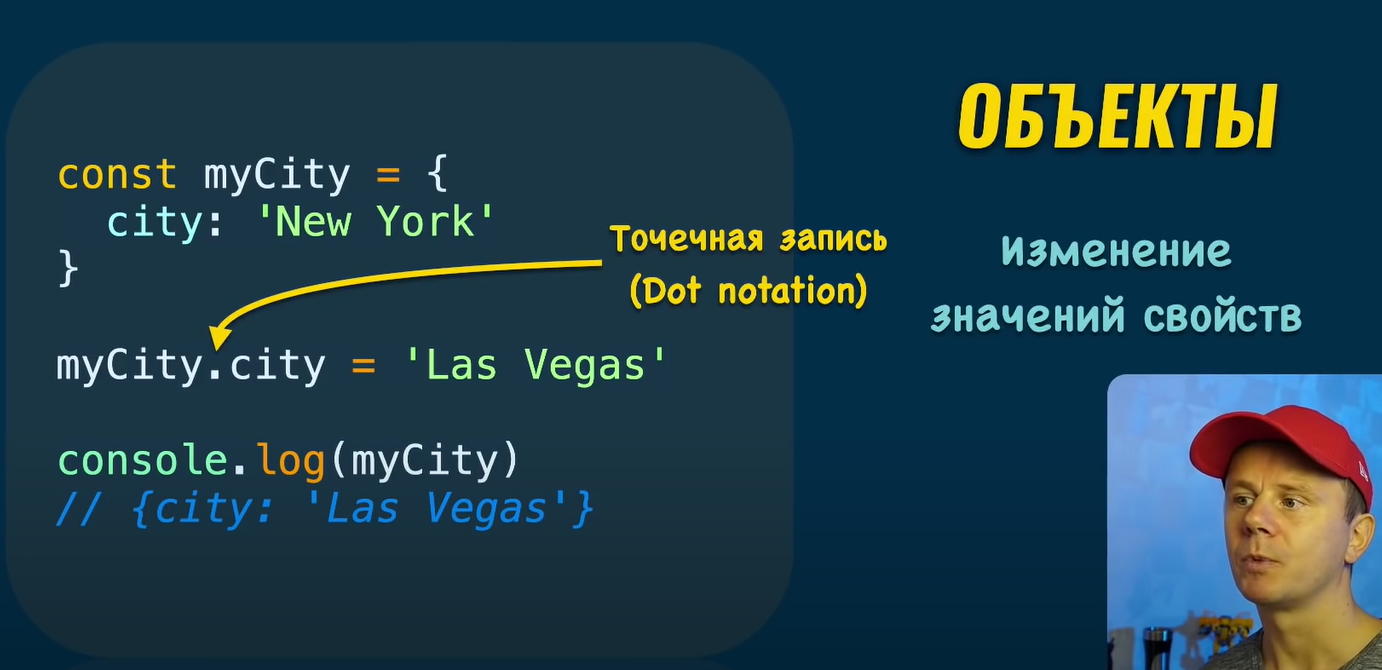 ОБЪЕКТЫ
Изменение
значений свойств
const myCity = {
  city: 'New York'
}
Точечная запись
(Dot notation)
myCity.city = 'Las Vegas'
console.log(myCity)
// {city: 'Las Vegas'}